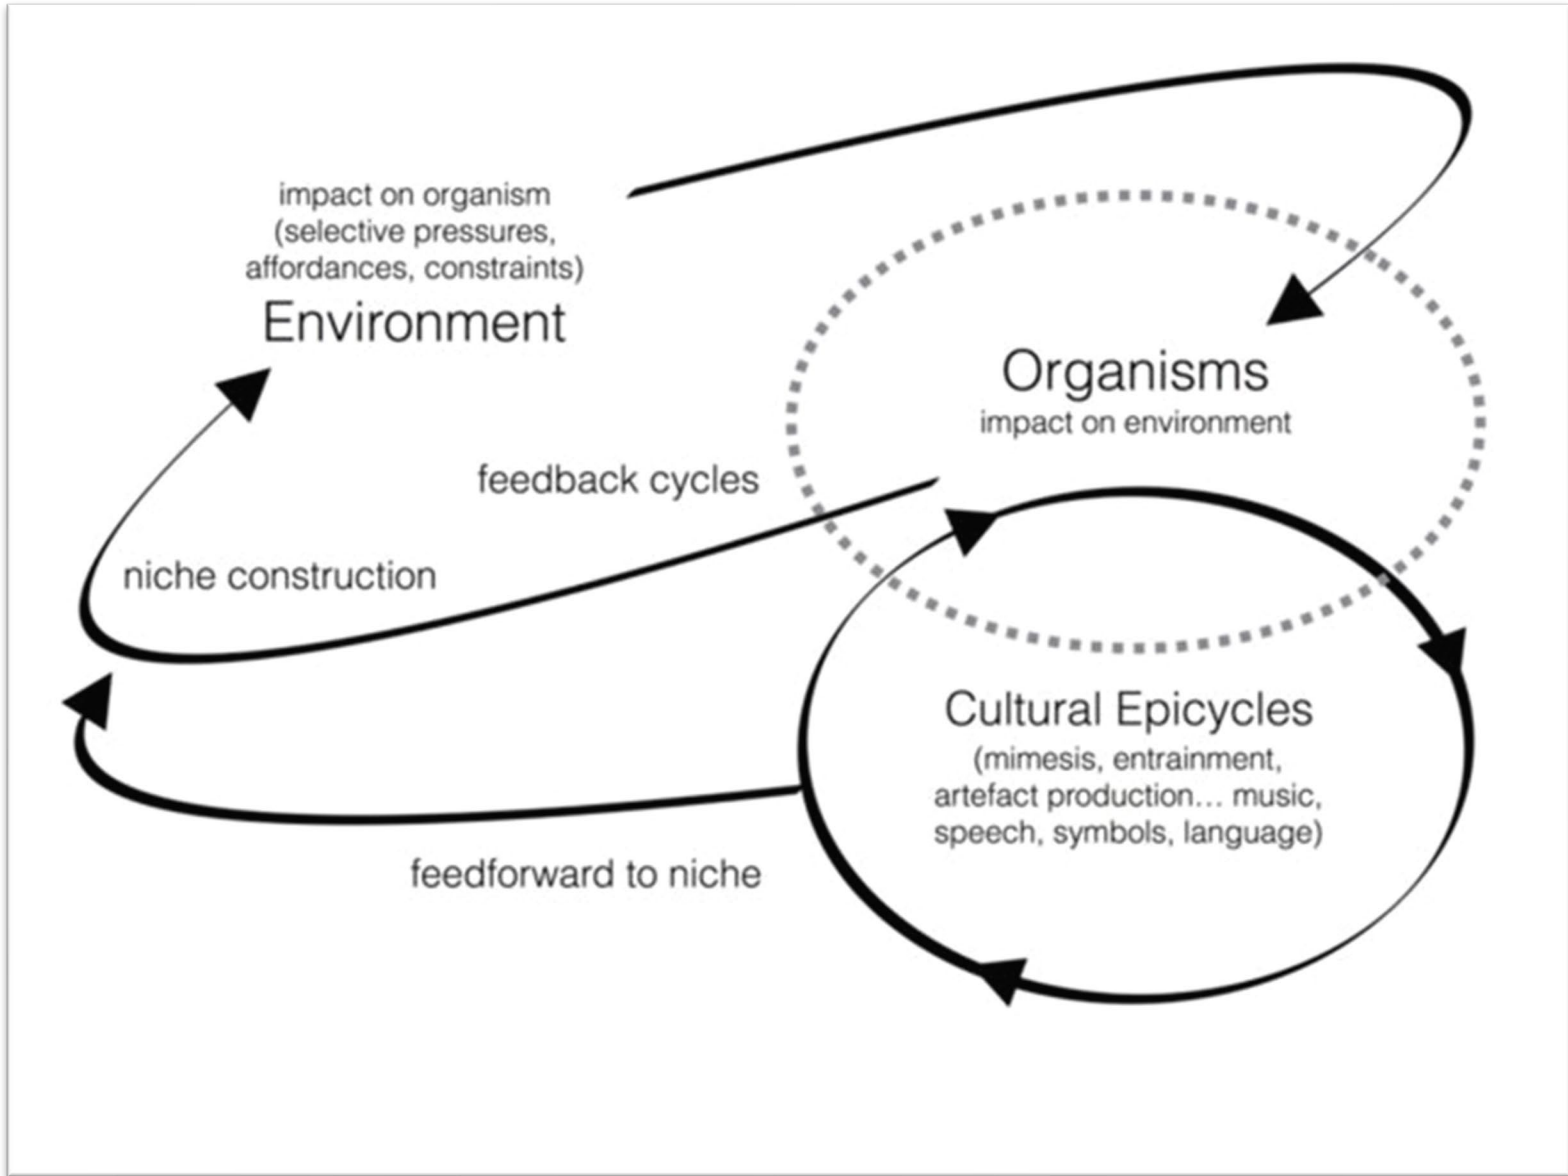 impact on organism
(selective pressures,
affordances, constraints)
Environment
Organisms
impact on environment
feedback cycles
niche construction
Cultural Epicycles
(mimesis, entrainment,
artefact production... music,
speech, symbols, language)
feedforward to niche